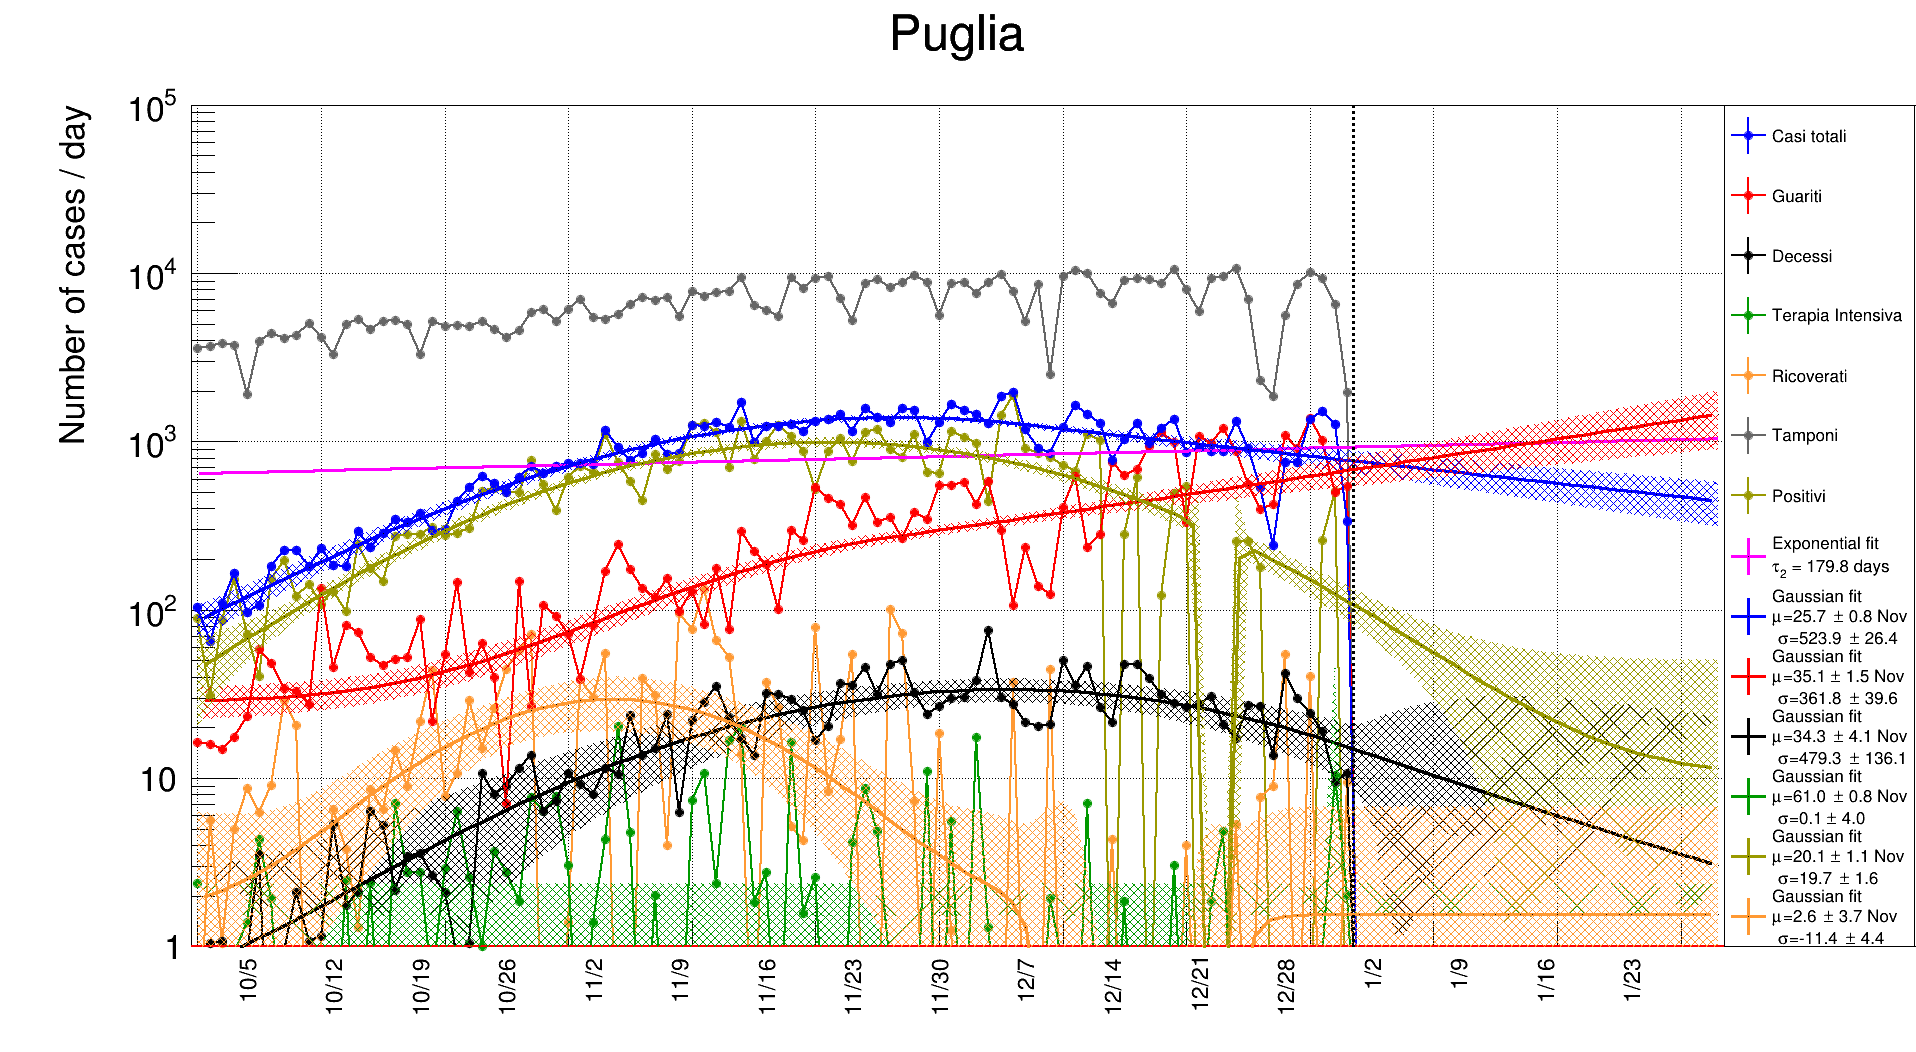 Puglia
Number of cases / day
10^5
10^4
10^3
10^2
10
1
10/5
10/12
10/19
10/26
11/2
11/9
11/16
11/23
11/30
12/7
12/14
12/21
12/28
1/2
1/9
1/16
1/23
Casi totali
Guariti
Decessi
Terapia Intensiva
Ricoverati
Tamponi
Positivi
Exponential fit
τ₂ = 179.8 days
Gaussian fit
μ=25.7 ± 0.8 Nov
σ=523.9 ± 26.4
Gaussian fit
μ=35.1 ± 1.5 Nov
σ=361.8 ± 39.6
Gaussian fit
μ=34.3 ± 4.1 Nov
σ=479.3 ± 136.1
Gaussian fit
μ=61.0 ± 0.8 Nov
σ=0.1 ± 4.0
Gaussian fit
μ=20.1 ± 1.1 Nov
σ=19.7 ± 1.6
Gaussian fit
μ=2.6 ± 3.7 Nov
σ=-11.4 ± 4.4